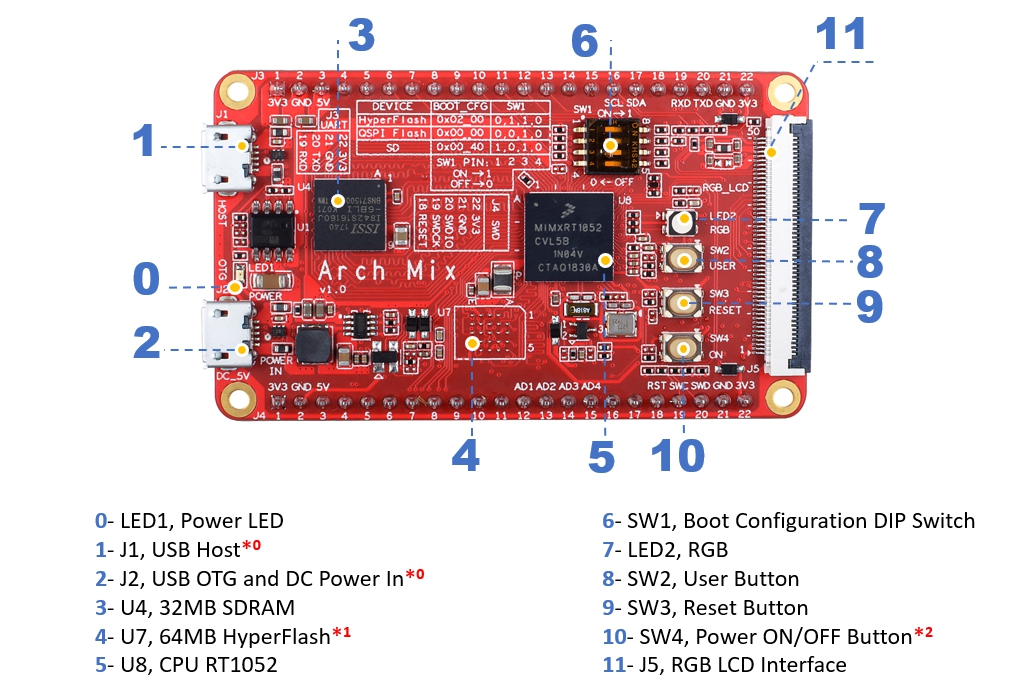 3
6
11
J3 1 2 3 4 5 6 7 8 9 10 11 12 13 14 15 16 17 18 19 20 21 22
3V3 GND 5V
SCL SDA
RXD TXD GND 3V3
J1
J3
UART
22 3V3
21 GND
20 TXD
19 RXD
DEVICE BOOT_CFG SW1
HyperFlash 0x02_00 0,1,1,0
QSPI Flash 0x00_00 0,0,1,0
SD 0x00_40 1,0,1,0
SW1 PIN: 1 2 3 4
ON → 1
OFF → 0
SW1
ON → 1
0 ← OFF
50
1
HOST
U4
A
1
ISSI
U1
J4 SWD
22 3V3
21 GND
20 SWDIO
19 SWDCK
18 RESET
A
1
U8
MIMXRT1052
CVL5B
1N04V
CTAQ1830A
RGB_LCD
LED2
RGB
7
SW2
USER
8
OTG
0
LED1
J2
POWER
Arch Mix
v1.0
SW3
RESET
9
U7
A
1
5
2
POWER
IN
DC_5V
SW4
ON
1
J5
3V3 GND 5V
AD1 AD2 AD3 AD4
RST SWC SWD GND 3V3
J4 1 2 3 4 5 6 7 8 9 10 11 12 13 14 15 16 17 18 19 20 21 22
4
5
10
0- LED1, Power LED
1- J1, USB Host*0
2- J2, USB OTG and DC Power In*0
3- U4, 32MB SDRAM
4- U7, 64MB HyperFlash*1
5- U8, CPU RT1052
6- SW1, Boot Configuration DIP Switch
7- LED2, RGB
8- SW2, User Button
9- SW3, Reset Button
10- SW4, Power ON/OFF Button*2
11- J5, RGB LCD Interface